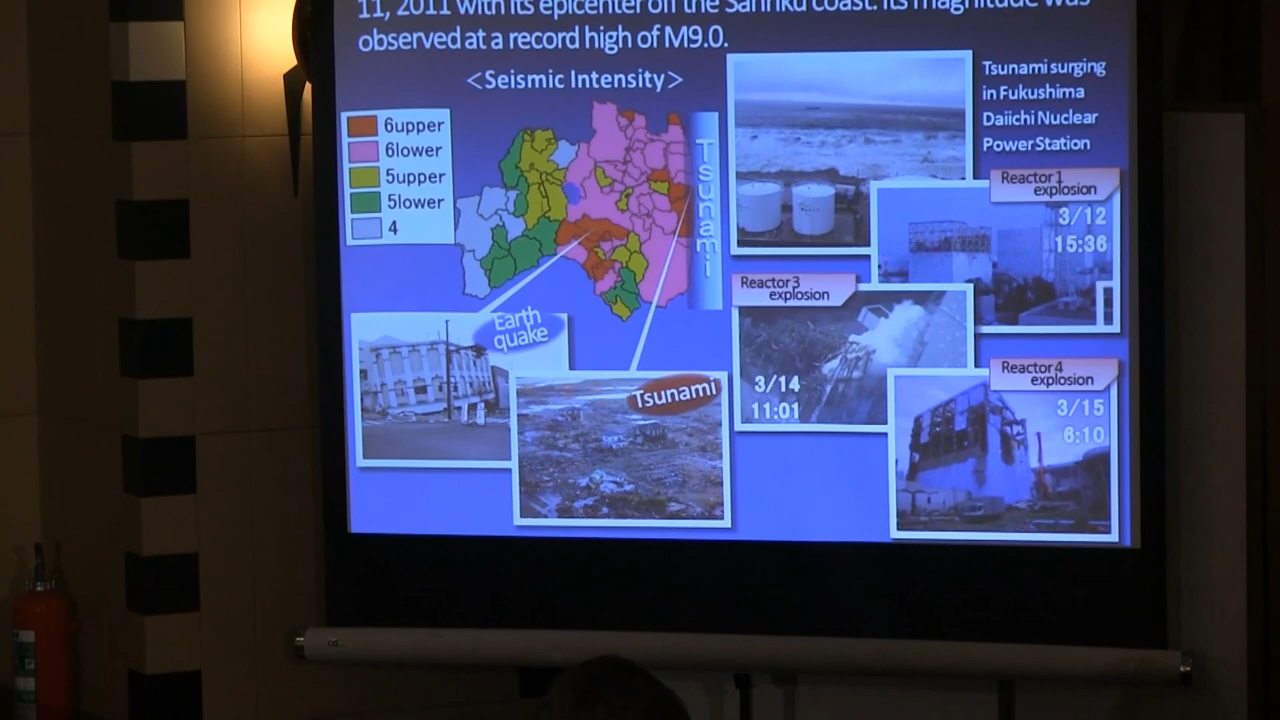 11, 2011 with its epicenter off the Sanriku coast. Its magnitude was
observed at a record high of M9.0.
<Seismic Intensity>
6upper
6lower
5upper
5lower
4
Tsunami
Tsunami surging
in Fukushima
Daiichi Nuclear
Power Station
Reactor 1
explosion
3/12
15:36
Reactor 3
explosion
3/14
11:01
Earth
quake
Tsunami
Reactor 4
explosion
3/15
6:10